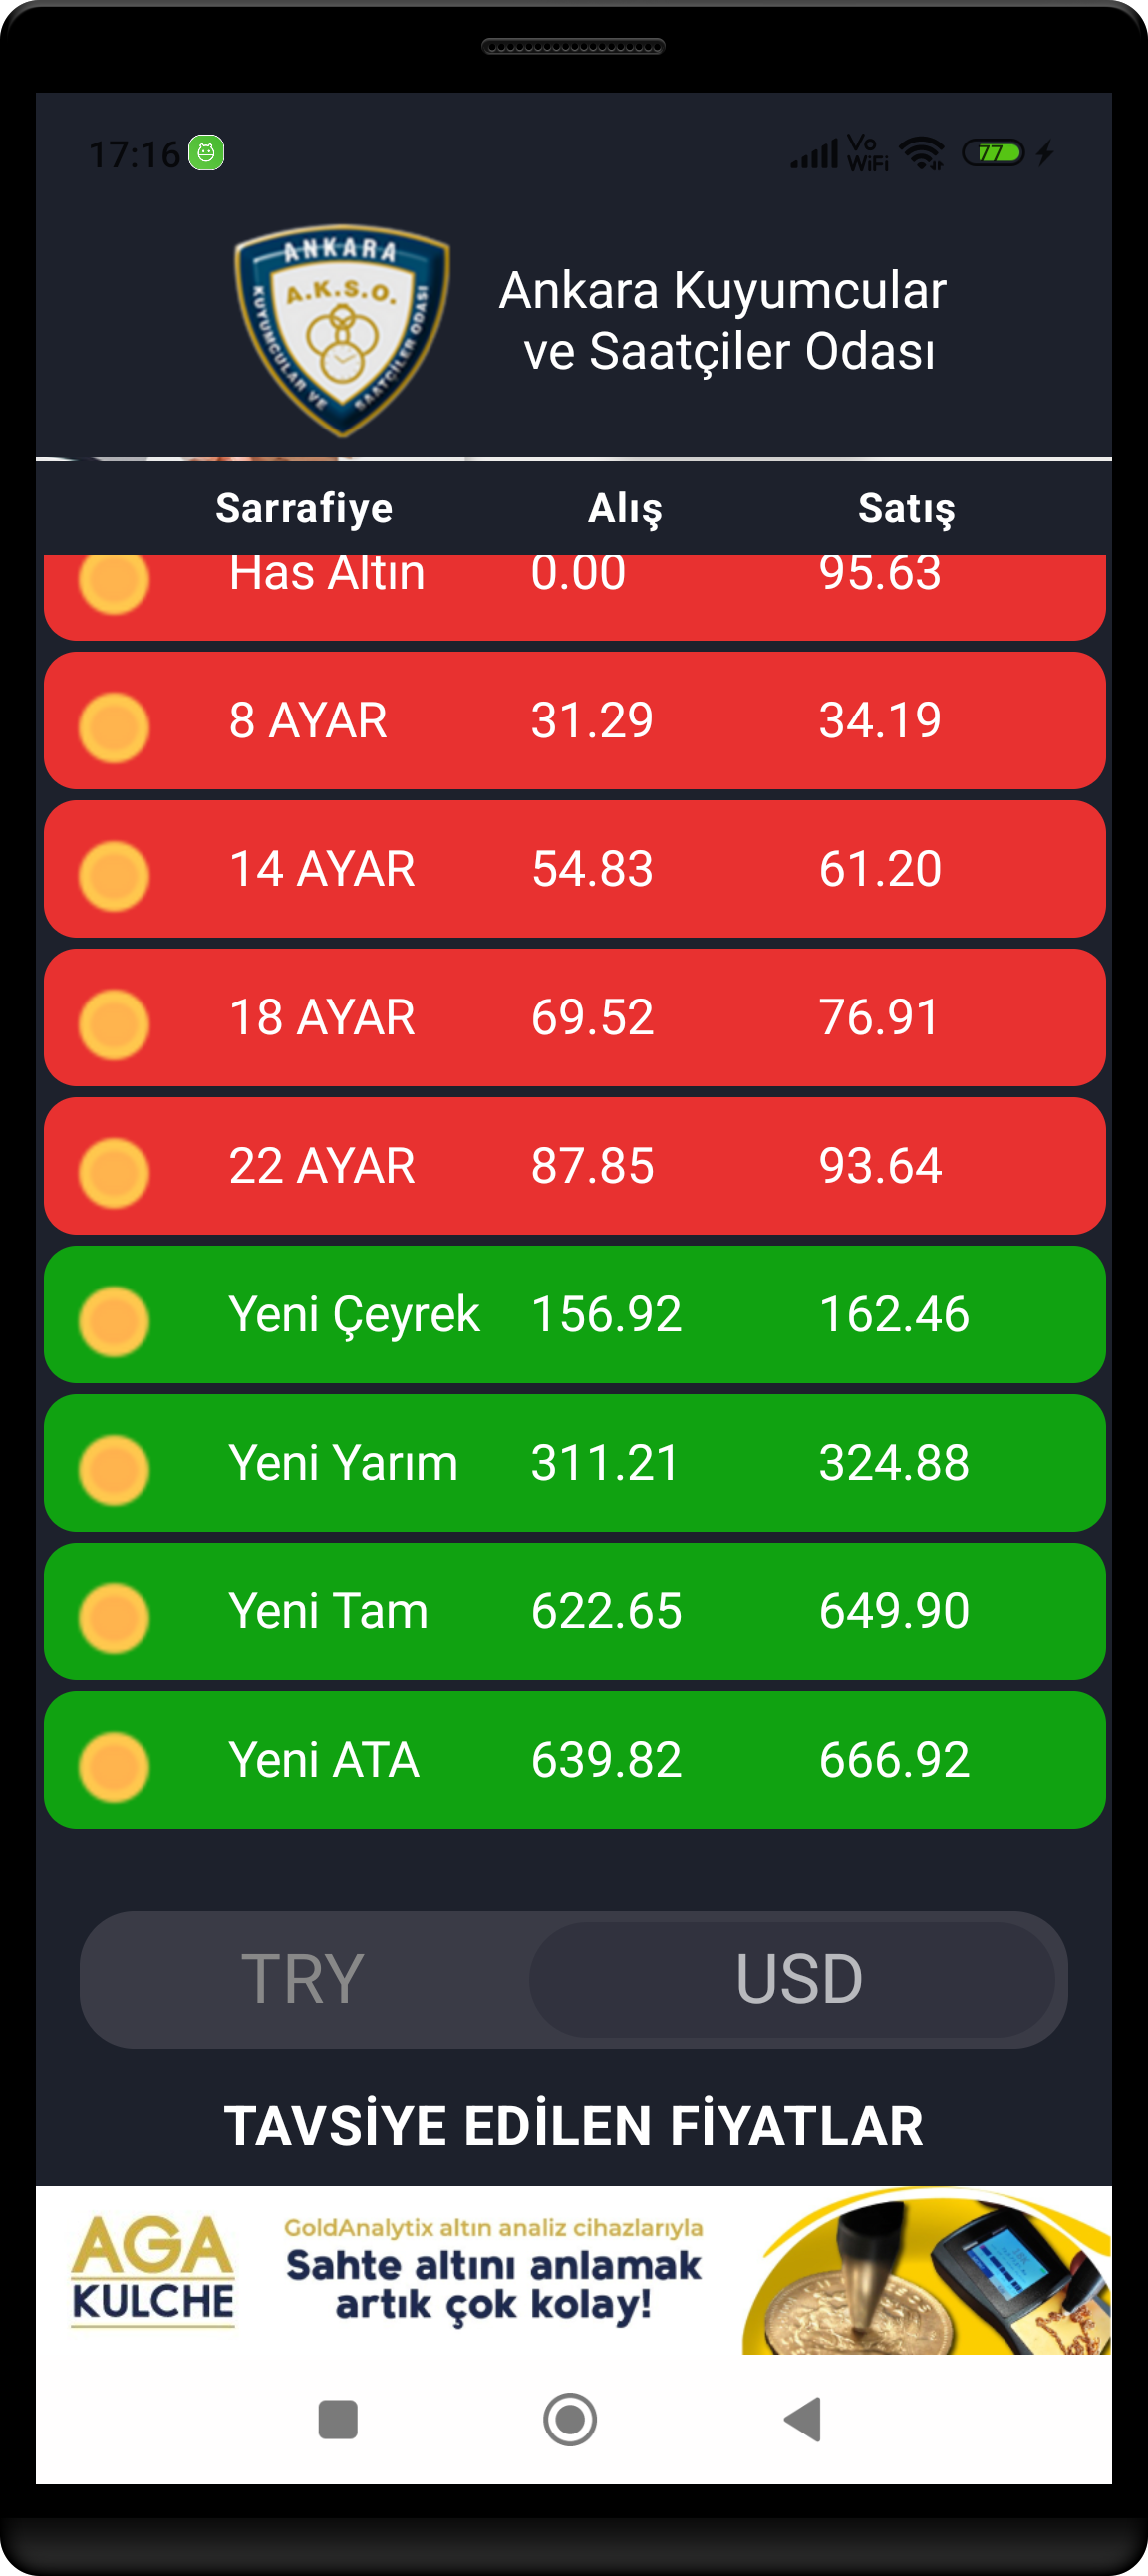 17:16
Vo
WiFi
77
ANKARA
A.K.S.O.
KUYUMCULAR VE SAATÇİLER ODASI
Ankara Kuyumcular
ve Saatçiler Odası
Sarrafiye Alış Satış
Has Altın 0.00 95.63
8 AYAR 31.29 34.19
14 AYAR 54.83 61.20
18 AYAR 69.52 76.91
22 AYAR 87.85 93.64
Yeni Çeyrek 156.92 162.46
Yeni Yarım 311.21 324.88
Yeni Tam 622.65 649.90
Yeni ATA 639.82 666.92
TRY USD
TAVSİYE EDİLEN FİYATLAR
AGA
KULCHE
GoldAnalytix altın analiz cihazlarıyla
Sahte altını anlamak
artık çok kolay!